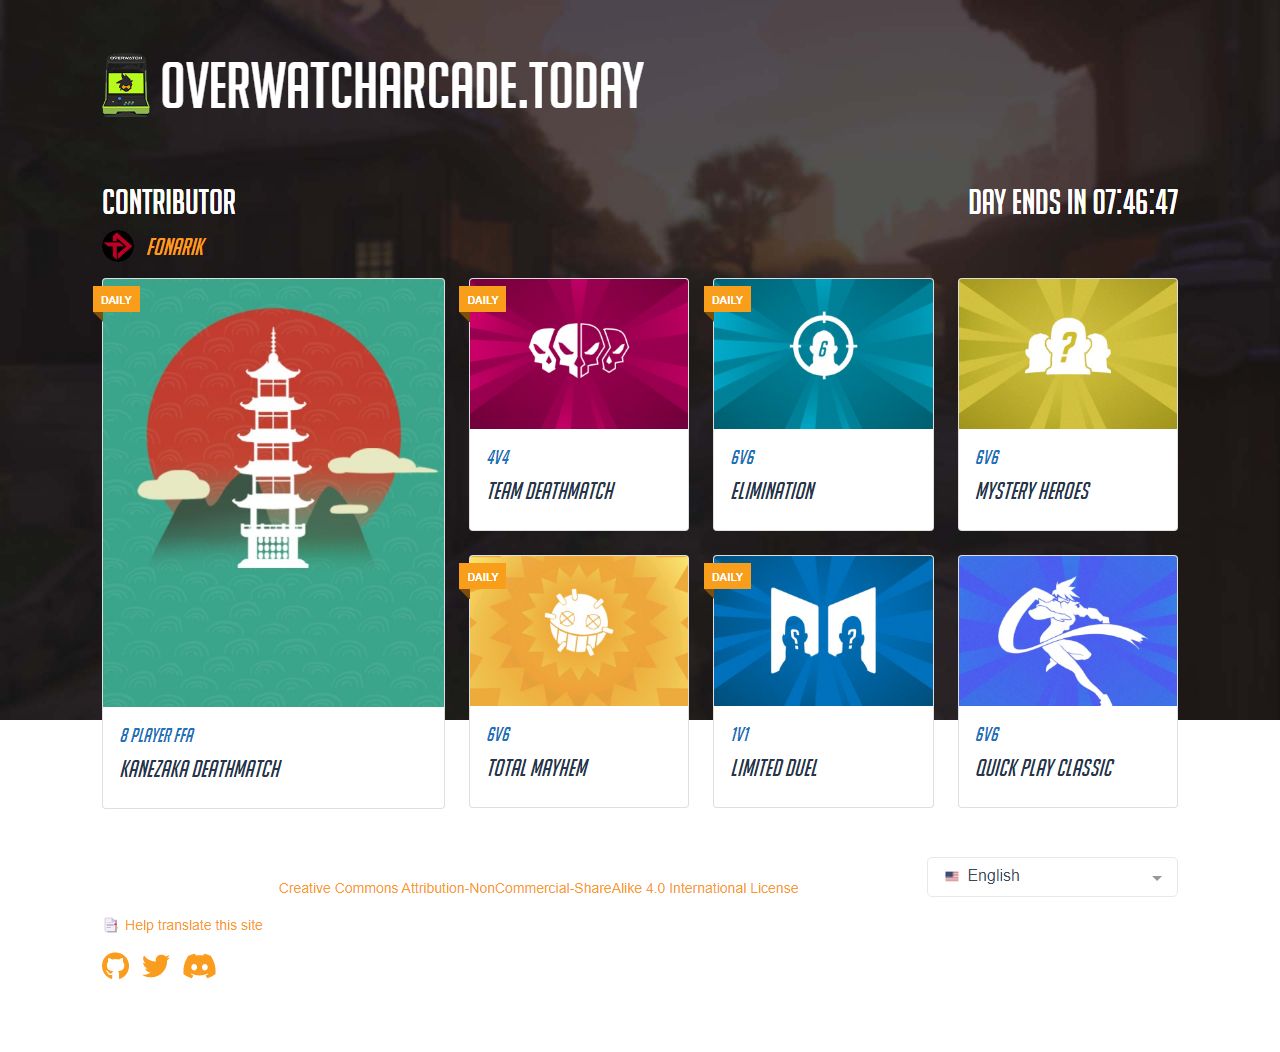 OVERWATCH
OVERWATCHARCADE.TODAY
CONTRIBUTOR
DAY ENDS IN 07:46:47
FONARIK
DAILY
8 PLAYER FFA
KANEZAKA DEATHMATCH
DAILY
4V4
TEAM DEATHMATCH
DAILY
6
6V6
ELIMINATION
?
6V6
MYSTERY HEROES
DAILY
6V6
TOTAL MAYHEM
DAILY
? ?
1V1
LIMITED DUEL
6V6
QUICK PLAY CLASSIC
Creative Commons Attribution-NonCommercial-ShareAlike 4.0 International License
English
Help translate this site